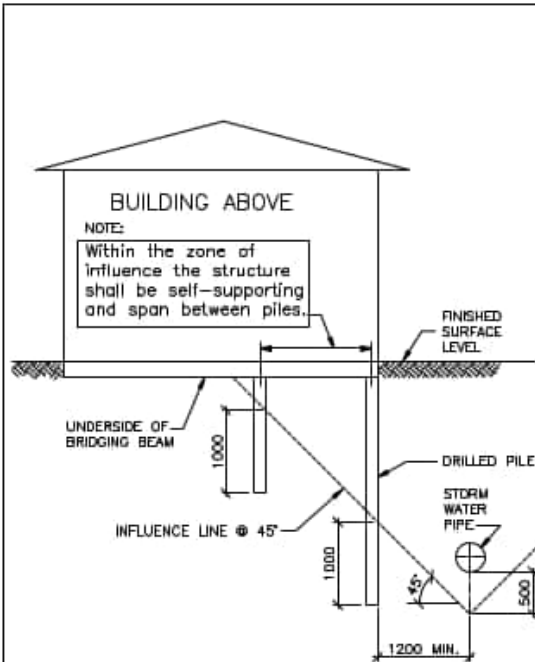 BUILDING ABOVE
NOTE:
Within the zone of
influence the structure
shall be self-supporting
and span between piles.
FINISHED
SURFACE
LEVEL
UNDERSIDE OF
BRIDGING BEAM
1000
DRILLED PILE
STORM
WATER
PIPE
INFLUENCE LINE @ 45°
1000
45°
500
1200 MIN.